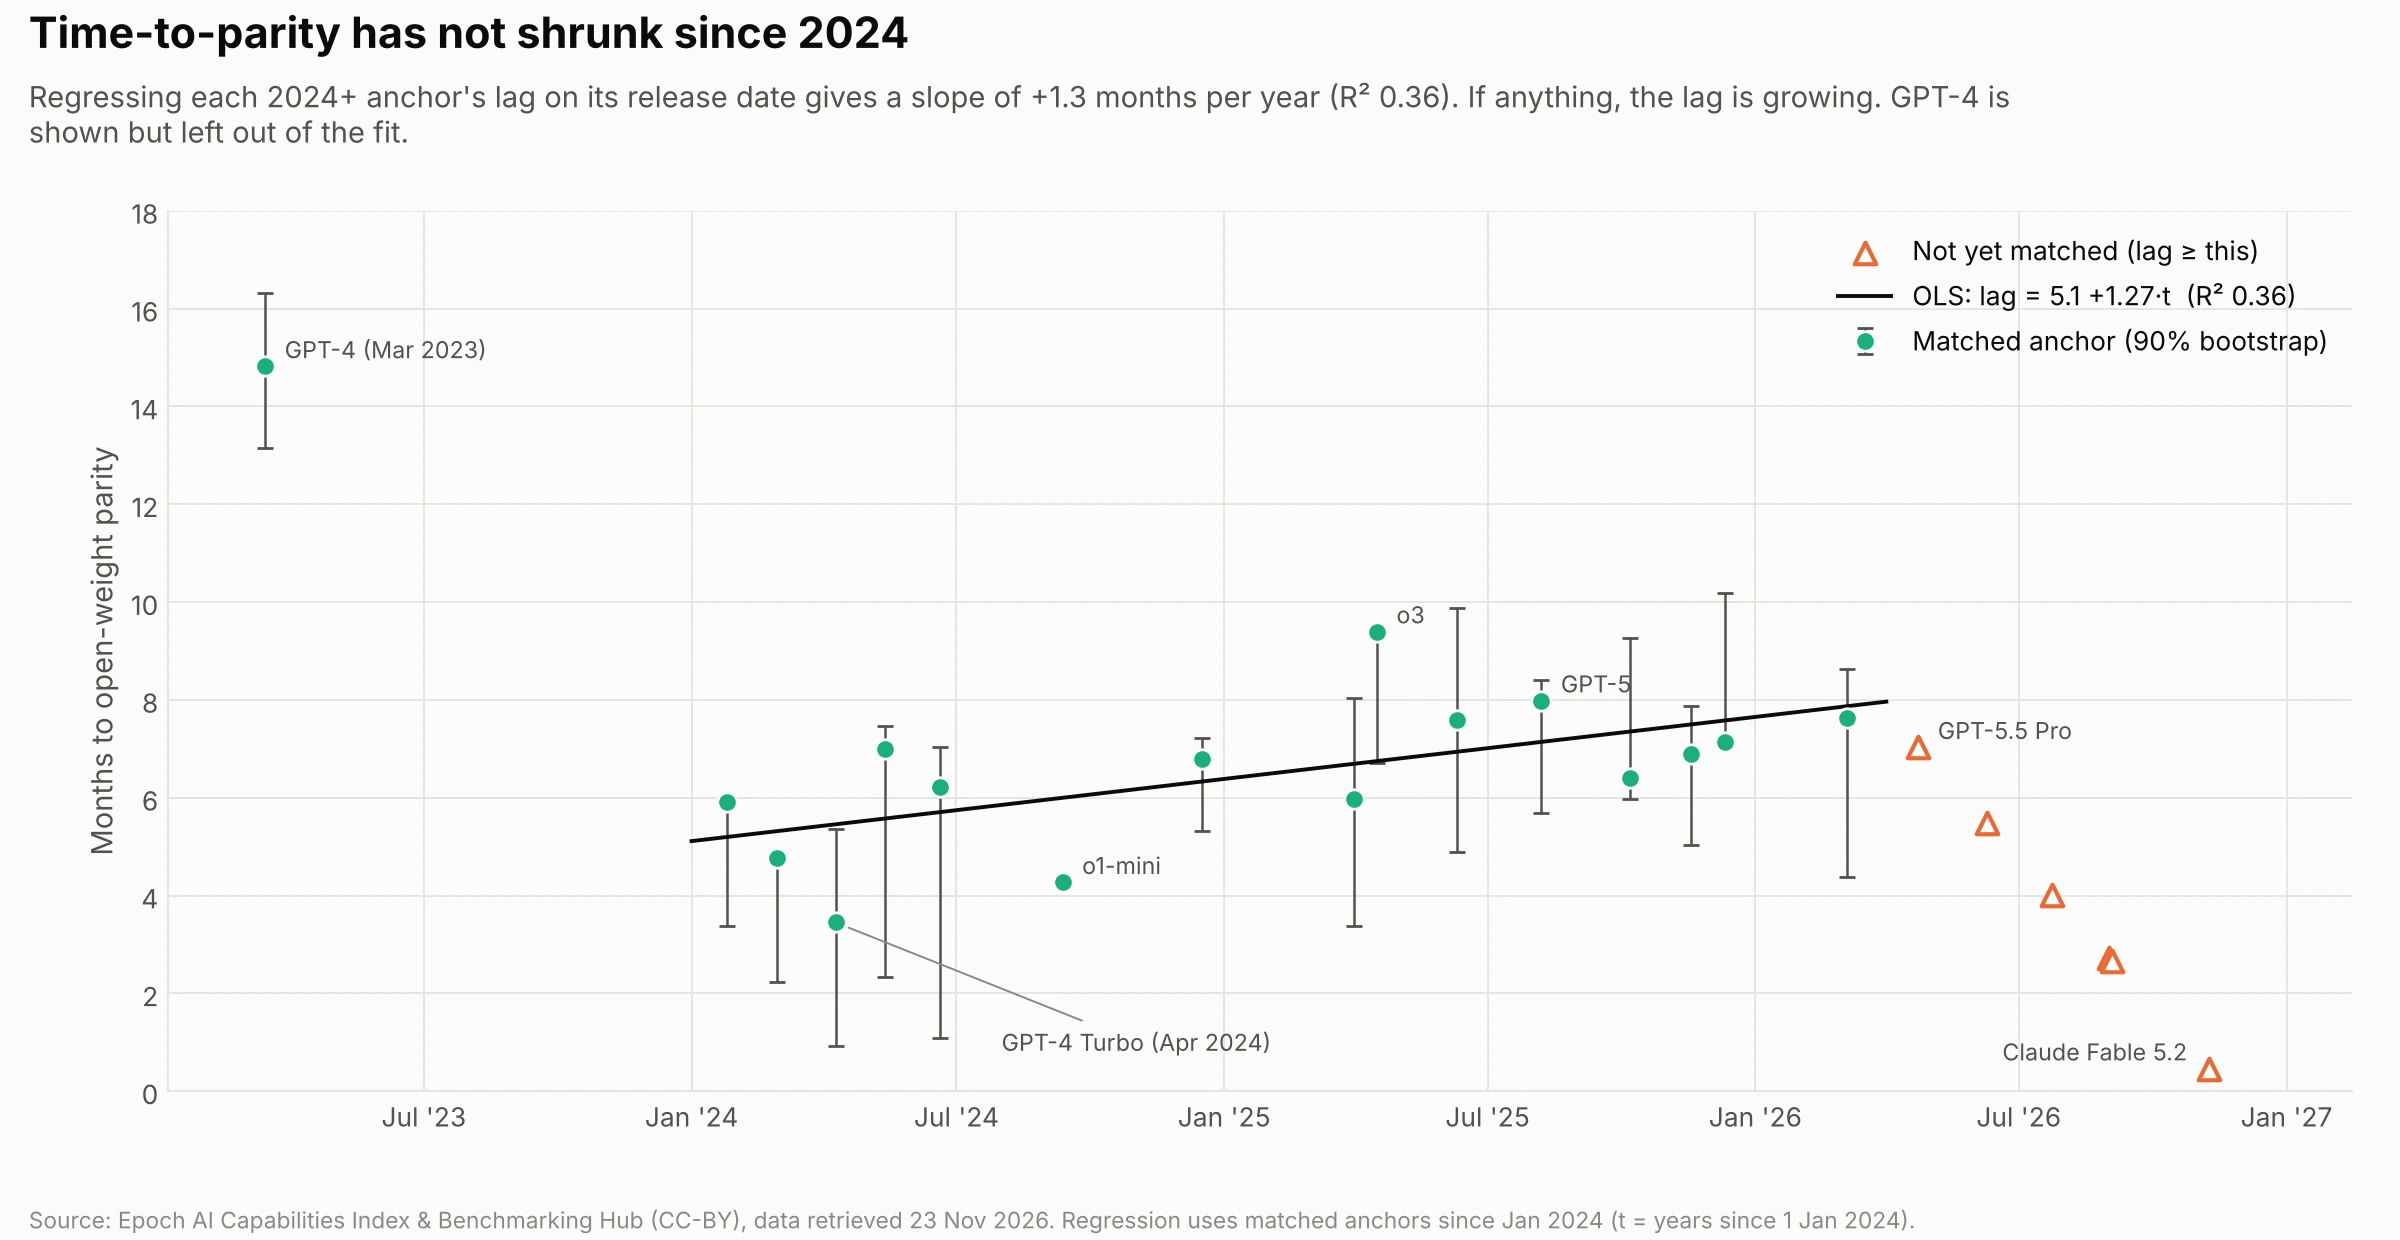 Time-to-parity has not shrunk since 2024
Regressing each 2024+ anchor's lag on its release date gives a slope of +1.3 months per year (R² 0.36). If anything, the lag is growing. GPT-4 is
shown but left out of the fit.
Not yet matched (lag ≥ this)
OLS: lag = 5.1 +1.27·t (R² 0.36)
Matched anchor (90% bootstrap)
Months to open-weight parity
18
16
14
12
10
8
6
4
2
0
GPT-4 (Mar 2023)
o3
GPT-5
GPT-5.5 Pro
o1-mini
GPT-4 Turbo (Apr 2024)
Claude Fable 5.2
Jul '23
Jan '24
Jul '24
Jan '25
Jul '25
Jan '26
Jul '26
Jan '27
Source: Epoch AI Capabilities Index & Benchmarking Hub (CC-BY), data retrieved 23 Nov 2026. Regression uses matched anchors since Jan 2024 (t = years since 1 Jan 2024).